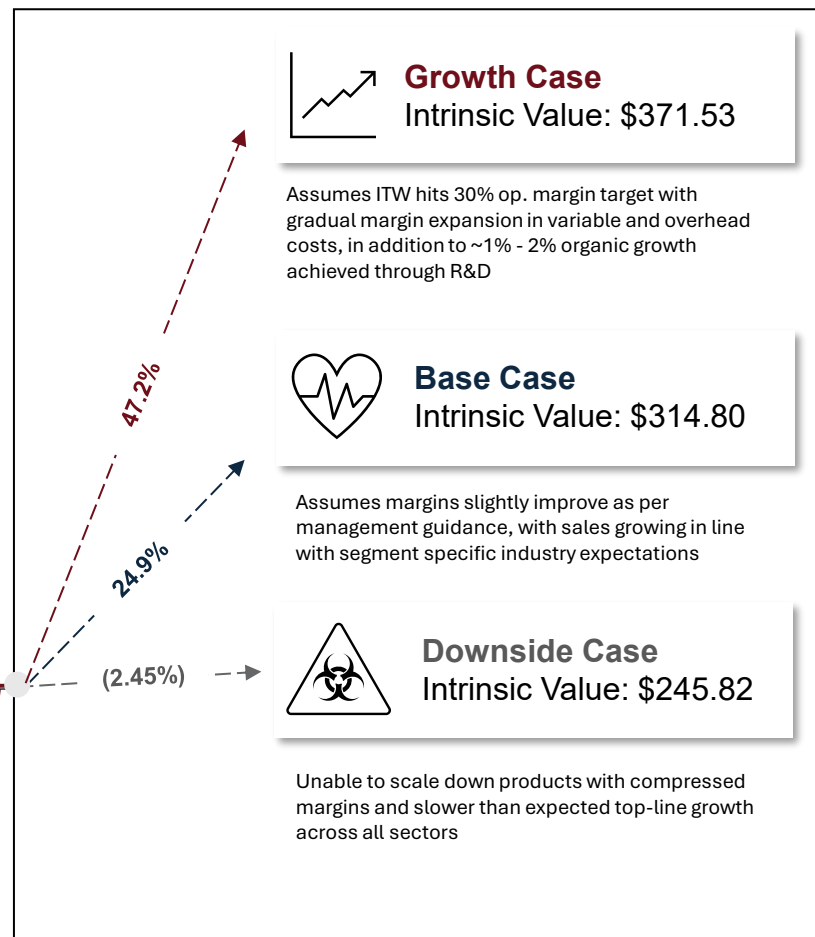 Growth Case
Intrinsic Value: $371.53
Assumes ITW hits 30% op. margin target with
gradual margin expansion in variable and overhead
costs, in addition to ~1% - 2% organic growth
achieved through R&D
47.2%
Base Case
Intrinsic Value: $314.80
Assumes margins slightly improve as per
management guidance, with sales growing in line
with segment specific industry expectations
24.9%
Downside Case
Intrinsic Value: $245.82
(2.45%)
Unable to scale down products with compressed
margins and slower than expected top-line growth
across all sectors